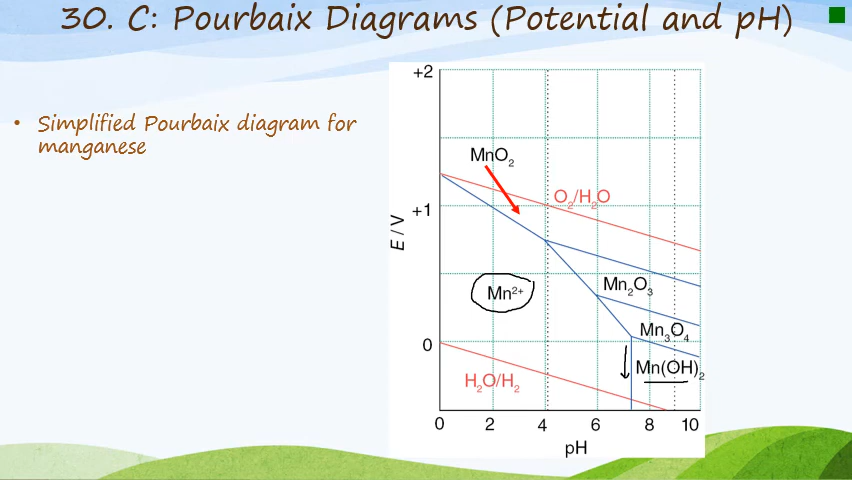 30. C: Pourbaix Diagrams (Potential and pH)
• Simplified Pourbaix diagram for
manganese
+2
MnO₂
O₂/H₂O
+1
E / V
Mn²⁺
Mn₂O₃
Mn₃O₄
0
Mn(OH)₂
H₂O/H₂
0 2 4 6 8 10
pH